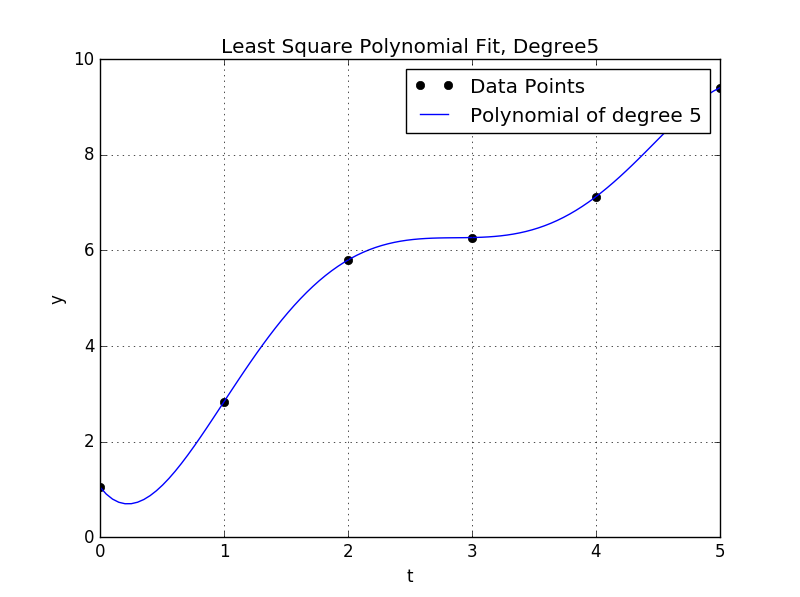 Least Square Polynomial Fit, Degree5
10
Data Points
Polynomial of degree 5
8
6
y
4
2
0
0 1 2 3 4 5
t